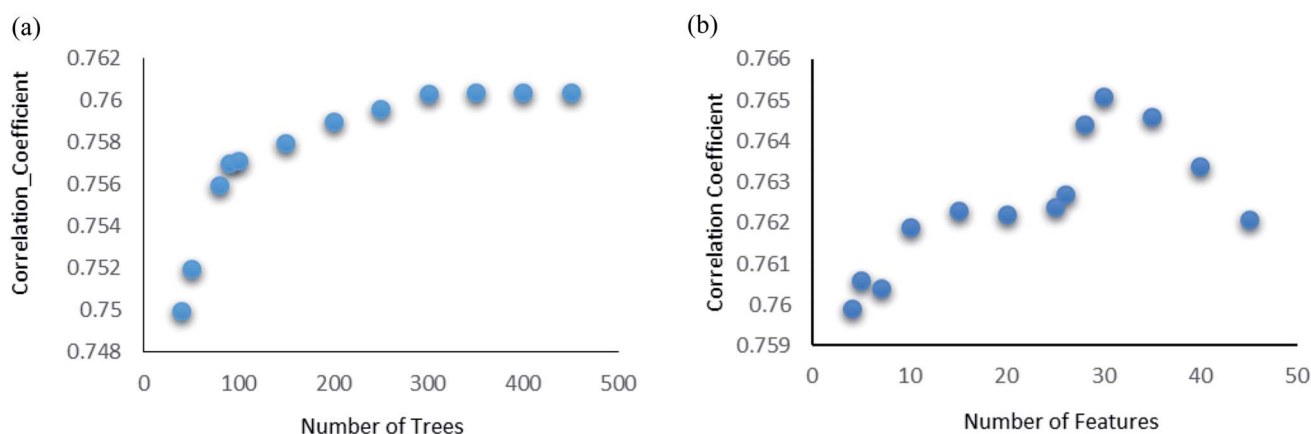 (a)
0.762
0.76
0.758
0.756
0.754
0.752
0.75
0.748
Correlation_Coefficient
0 100 200 300 400 500
Number of Trees
(b)
0.766
0.765
0.764
0.763
0.762
0.761
0.76
0.759
Correlation Coefficient
0 10 20 30 40 50
Number of Features